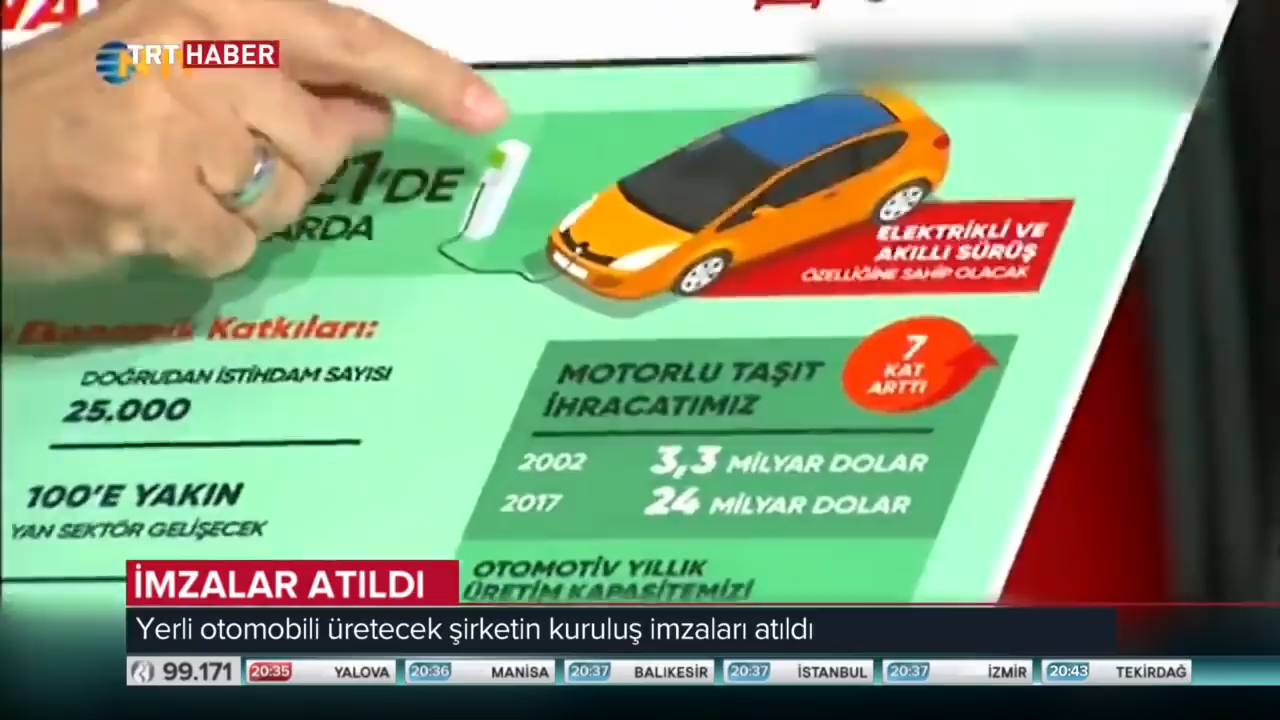 TRT HABER
21'DE
ELEKTRİKLİ VE
AKILLI SÜRÜŞ
ÖZELLİĞİNE SAHİP OLACAK
Ekonomik Katkıları:
DOĞRUDAN İSTİHDAM SAYISI
25.000
100'E YAKIN
YAN SEKTÖR GELİŞECEK
MOTORLU TAŞIT
İHRACATIMIZ
7
KAT
ARTTI
2002 3,3 MİLYAR DOLAR
2017 24 MİLYAR DOLAR
OTOMOTİV YILLIK
ÜRETİM KAPASİTEMİZİ
İMZALAR ATILDI
Yerli otomobili üretecek şirketin kuruluş imzaları atıldı
99.171 20:35 YALOVA 20:36 MANİSA 20:37 BALIKESİR 20:37 İSTANBUL 20:37 İZMİR 20:43 TEKİRDAĞ